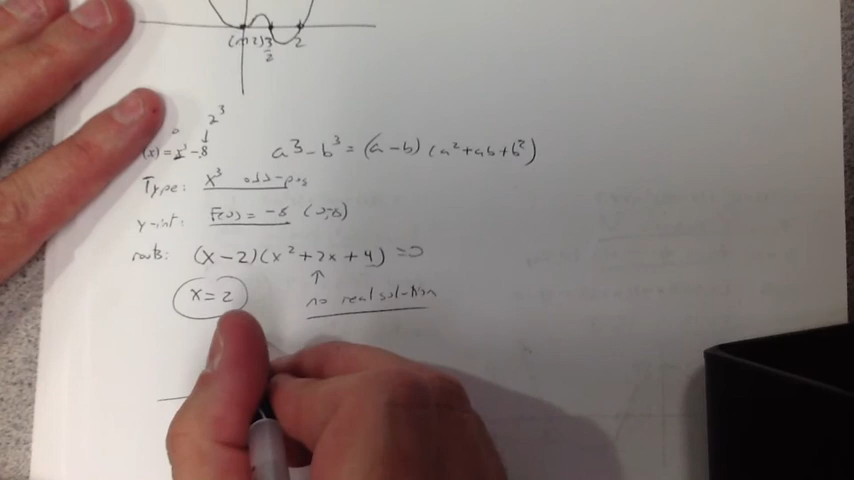 3
2
2
2³
(x) = x³ - 8
a³ - b³ = (a - b) (a² + ab + b²)
Type: x³ odd-pos
y-int: F(0) = -8 (0,-8)
roots: (x - 2)(x² + 2x + 4) = 0
x = 2
no real solution